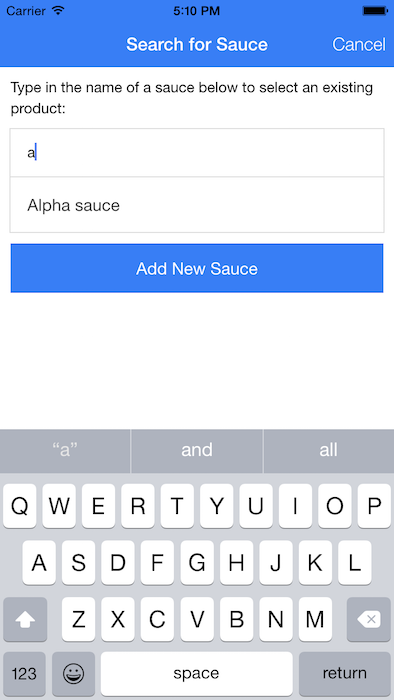 Carrier 5:10 PM
Search for Sauce Cancel
Type in the name of a sauce below to select an existing
product:
a
Alpha sauce
Add New Sauce
“a” and all
Q W E R T Y U I O P
A S D F G H J K L
Z X C V B N M
123 space return